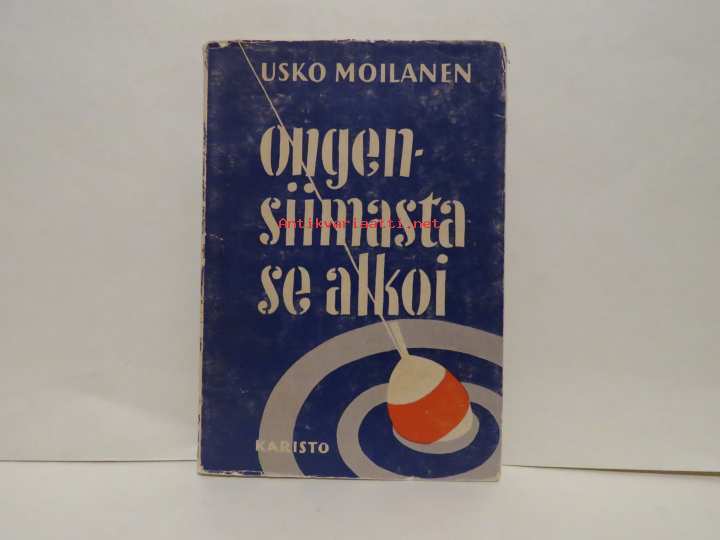 USKO MOILANEN
ongen-
siimasta
Antikvariaatti.net
se alkoi
KARISTO